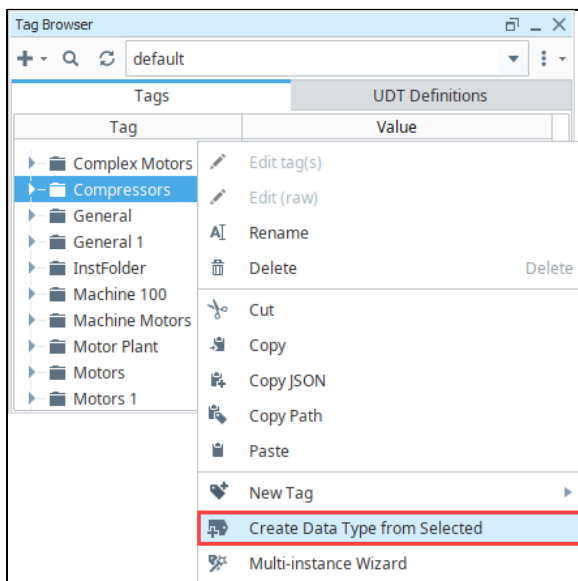 Tag Browser
default
Tags UDT Definitions
Tag Value
Complex Motors
Compressors
General
General 1
InstFolder
Machine 100
Machine Motors
Motor Plant
Motors
Motors 1
Edit tag(s)
Edit (raw)
Rename
Delete Delete
Cut
Copy
Copy JSON
Copy Path
Paste
New Tag
Create Data Type from Selected
Multi-instance Wizard